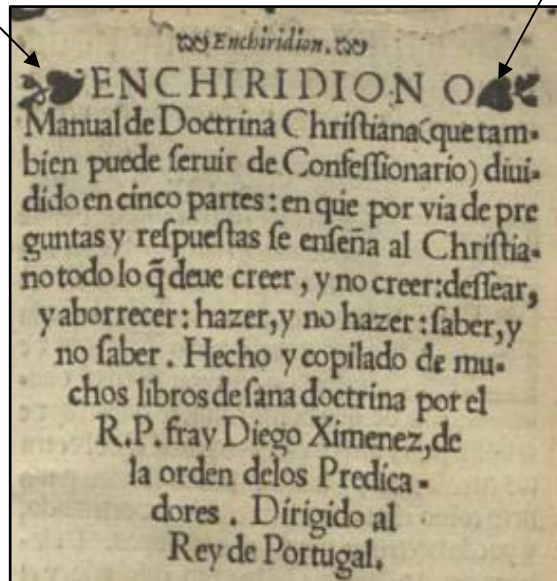 Enchiridion.
ENCHIRIDION O
Manual de Doctrina Chriſtiana (que tam-
bien puede ſeruir de Confeſſionario) diui-
dido en cinco partes: en que por via de pre
guntas y reſpueſtas ſe enſeña al Chriſtia-
no todo lo q̃ deue creer, y no creer: deſſear,
y aborrecer: hazer, y no hazer: ſaber, y
no ſaber. Hecho y copilado de mu-
chos libros de ſana doctrina por el
R. P. fray Diego Ximenez, de
la orden delos Predica-
dores. Dirigido al
Rey de Portugal.